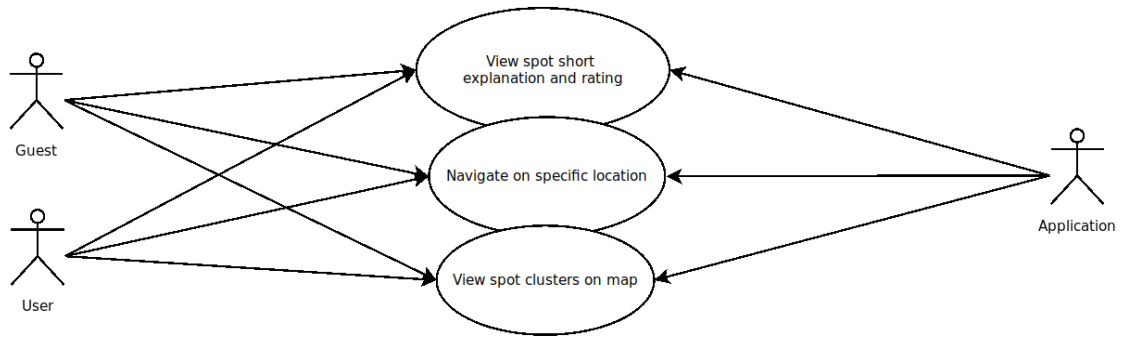 View spot short
explanation and rating
Guest
Navigate on specific location
Application
User
View spot clusters on map